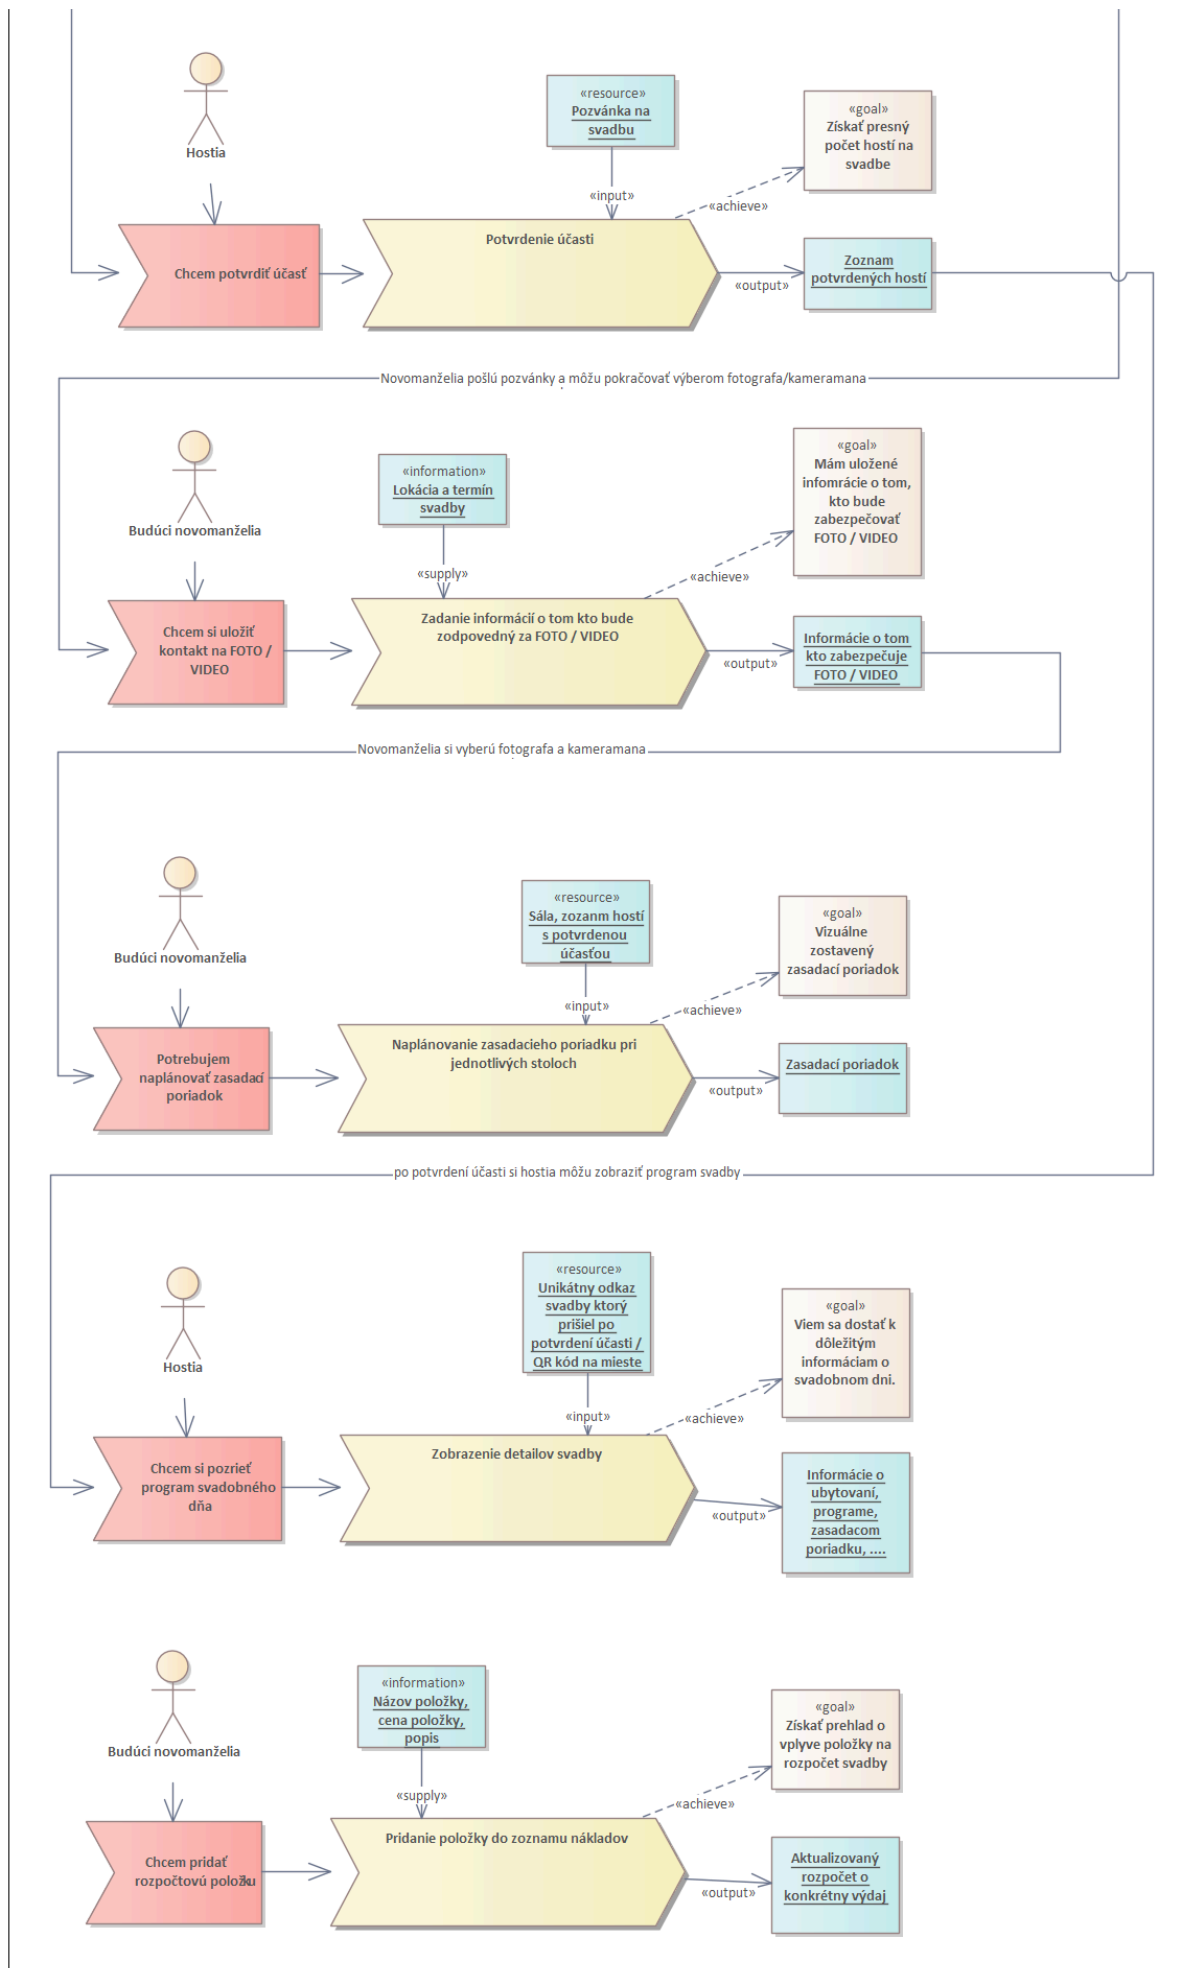 Hostia
«resource»
Pozvánka na
svadbu
«goal»
Získať presný
počet hostí na
svadbe
«input»
«achieve»
Chcem potvrdiť účasť
Potvrdenie účasti
«output»
Zoznam
potvrdených hostí
Novomanželia pošlú pozvánky a môžu pokračovať výberom fotografa/kameramana
Budúci novomanželia
«information»
Lokácia a termín
svadby
«goal»
Mám uložené
infomrácie o tom,
kto bude
zabezpečovať
FOTO / VIDEO
«supply»
«achieve»
Chcem si uložiť
kontakt na FOTO /
VIDEO
Zadanie informácií o tom kto bude
zodpovedný za FOTO / VIDEO
«output»
Informácie o tom
kto zabezpečuje
FOTO / VIDEO
Novomanželia si vyberú fotografa a kameramana
Budúci novomanželia
«resource»
Sála, zozanm hostí
s potvrdenou
účasťou
«goal»
Vizuálne
zostavený
zasadací poriadok
«input»
«achieve»
Potrebujem
naplánovať zasadací
poriadok
Naplánovanie zasadacieho poriadku pri
jednotlivých stoloch
«output»
Zasadací poriadok
po potvrdení účasti si hostia môžu zobraziť program svadby
Hostia
«resource»
Unikátny odkaz
svadby ktorý
prišiel po
potvrdení účasti /
QR kód na mieste
«goal»
Viem sa dostať k
dôležitým
informáciam o
svadobnom dni.
«input»
«achieve»
Chcem si pozrieť
program svadobného
dňa
Zobrazenie detailov svadby
«output»
Informácie o
ubytovaní,
programe,
zasadacom
poriadku, ....
Budúci novomanželia
«information»
Názov položky,
cena položky,
popis
«goal»
Získať prehlad o
vplyve položky na
rozpočet svadby
«supply»
«achieve»
Chcem pridať
rozpočtovú položku
Pridanie položky do zoznamu nákladov
«output»
Aktualizovaný
rozpočet o
konkrétny výdaj